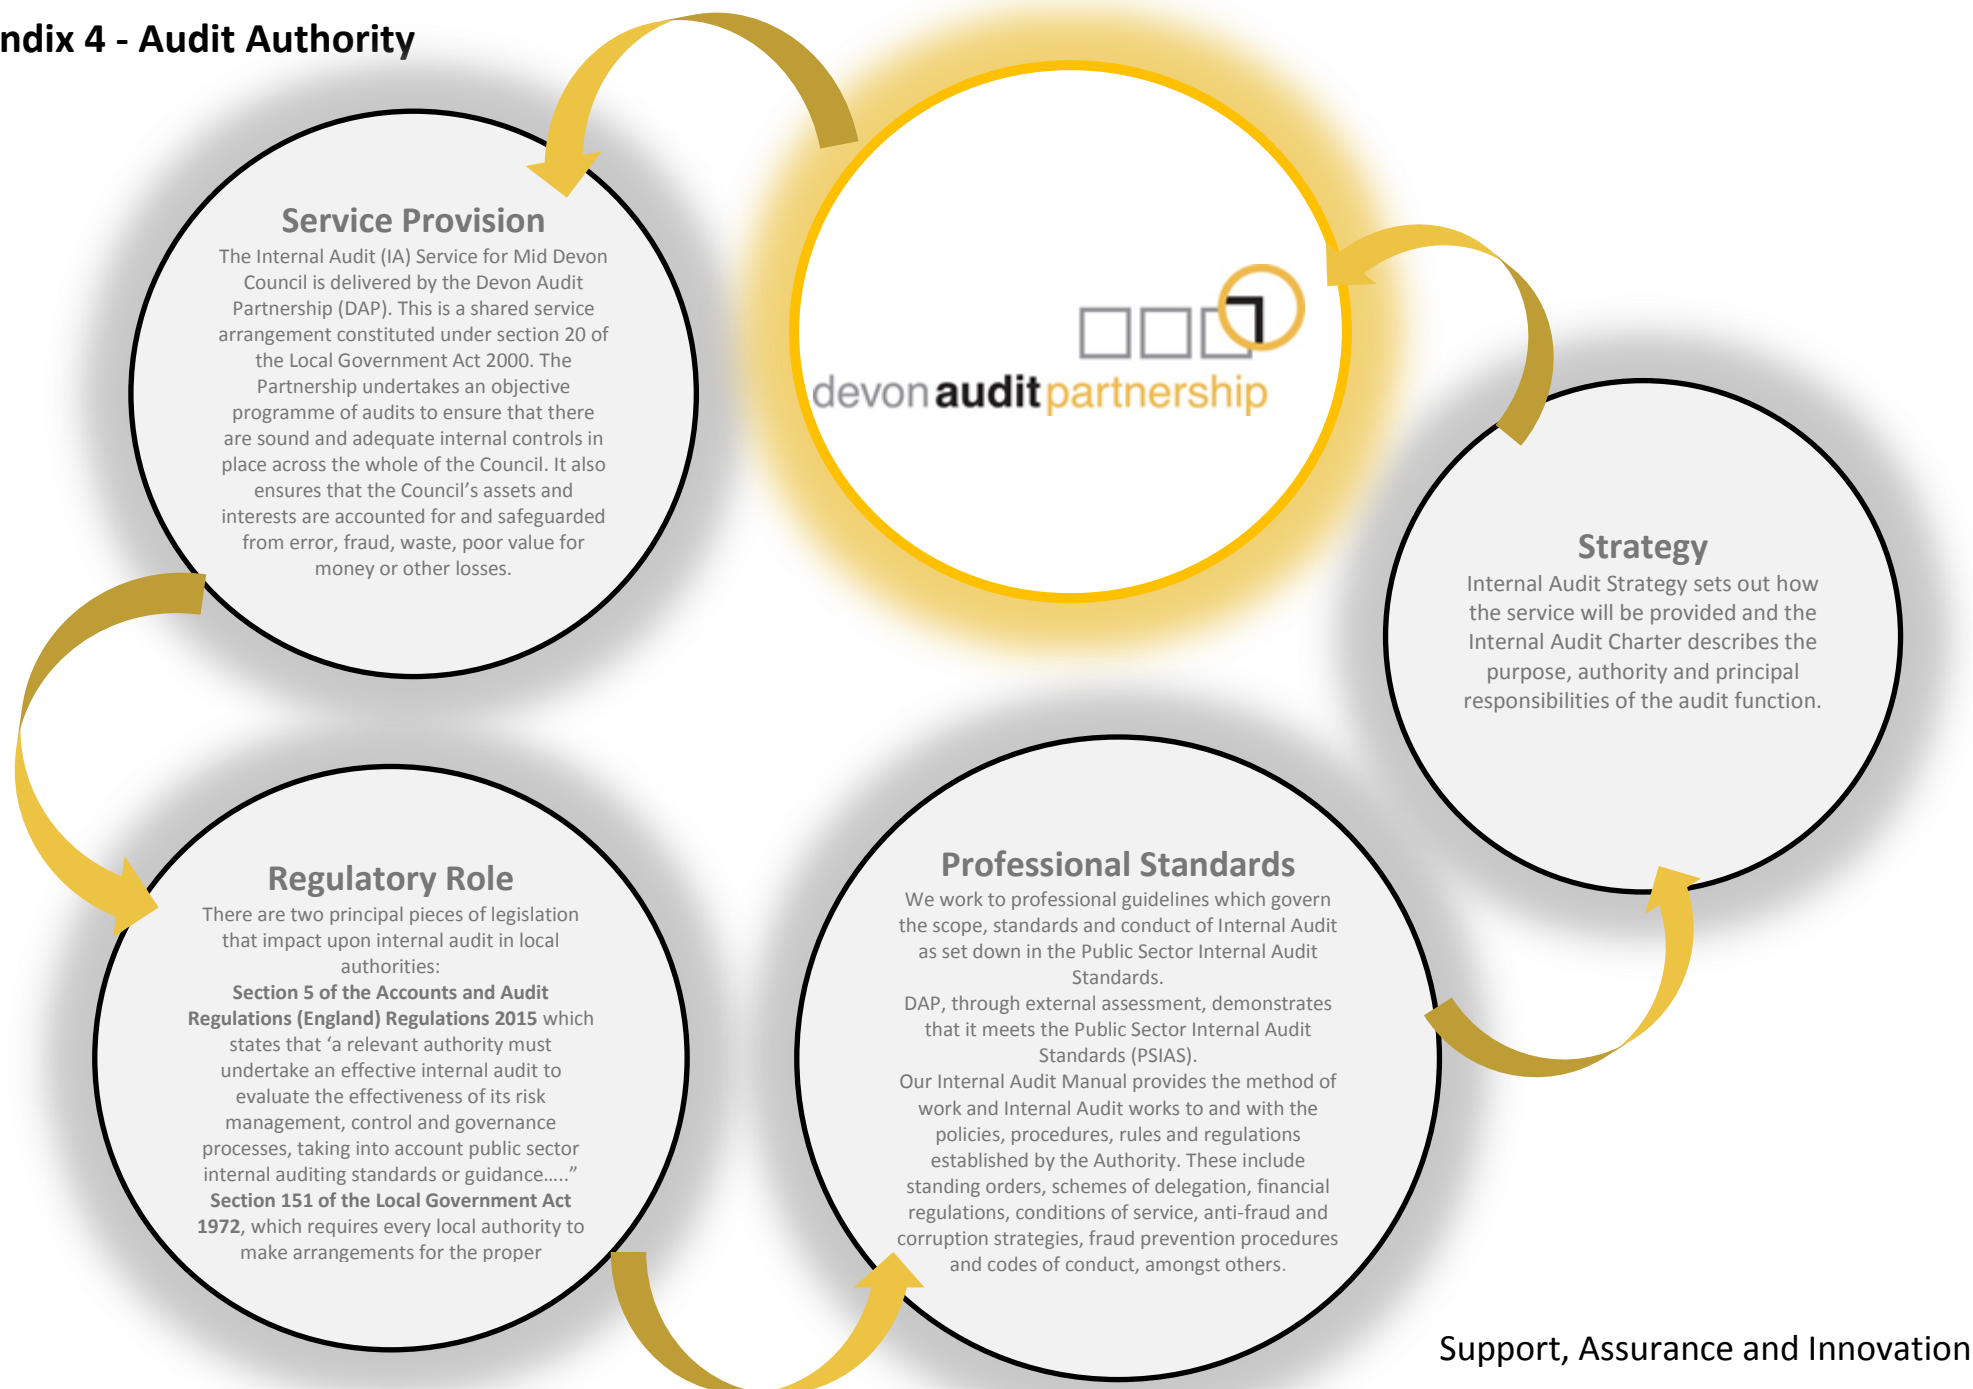 ndix 4 - Audit Authority
Service Provision
The Internal Audit (IA) Service for Mid Devon
Council is delivered by the Devon Audit
Partnership (DAP). This is a shared service
arrangement constituted under section 20 of
the Local Government Act 2000. The
Partnership undertakes an objective
programme of audits to ensure that there
are sound and adequate internal controls in
place across the whole of the Council. It also
ensures that the Council’s assets and
interests are accounted for and safeguarded
from error, fraud, waste, poor value for
money or other losses.
devon audit partnership
Strategy
Internal Audit Strategy sets out how
the service will be provided and the
Internal Audit Charter describes the
purpose, authority and principal
responsibilities of the audit function.
Regulatory Role
There are two principal pieces of legislation
that impact upon internal audit in local
authorities:
Section 5 of the Accounts and Audit
Regulations (England) Regulations 2015 which
states that ‘a relevant authority must
undertake an effective internal audit to
evaluate the effectiveness of its risk
management, control and governance
processes, taking into account public sector
internal auditing standards or guidance…..”
Section 151 of the Local Government Act
1972, which requires every local authority to
make arrangements for the proper
Professional Standards
We work to professional guidelines which govern
the scope, standards and conduct of Internal Audit
as set down in the Public Sector Internal Audit
Standards.
DAP, through external assessment, demonstrates
that it meets the Public Sector Internal Audit
Standards (PSIAS).
Our Internal Audit Manual provides the method of
work and Internal Audit works to and with the
policies, procedures, rules and regulations
established by the Authority. These include
standing orders, schemes of delegation, financial
regulations, conditions of service, anti-fraud and
corruption strategies, fraud prevention procedures
and codes of conduct, amongst others.
Support, Assurance and Innovation